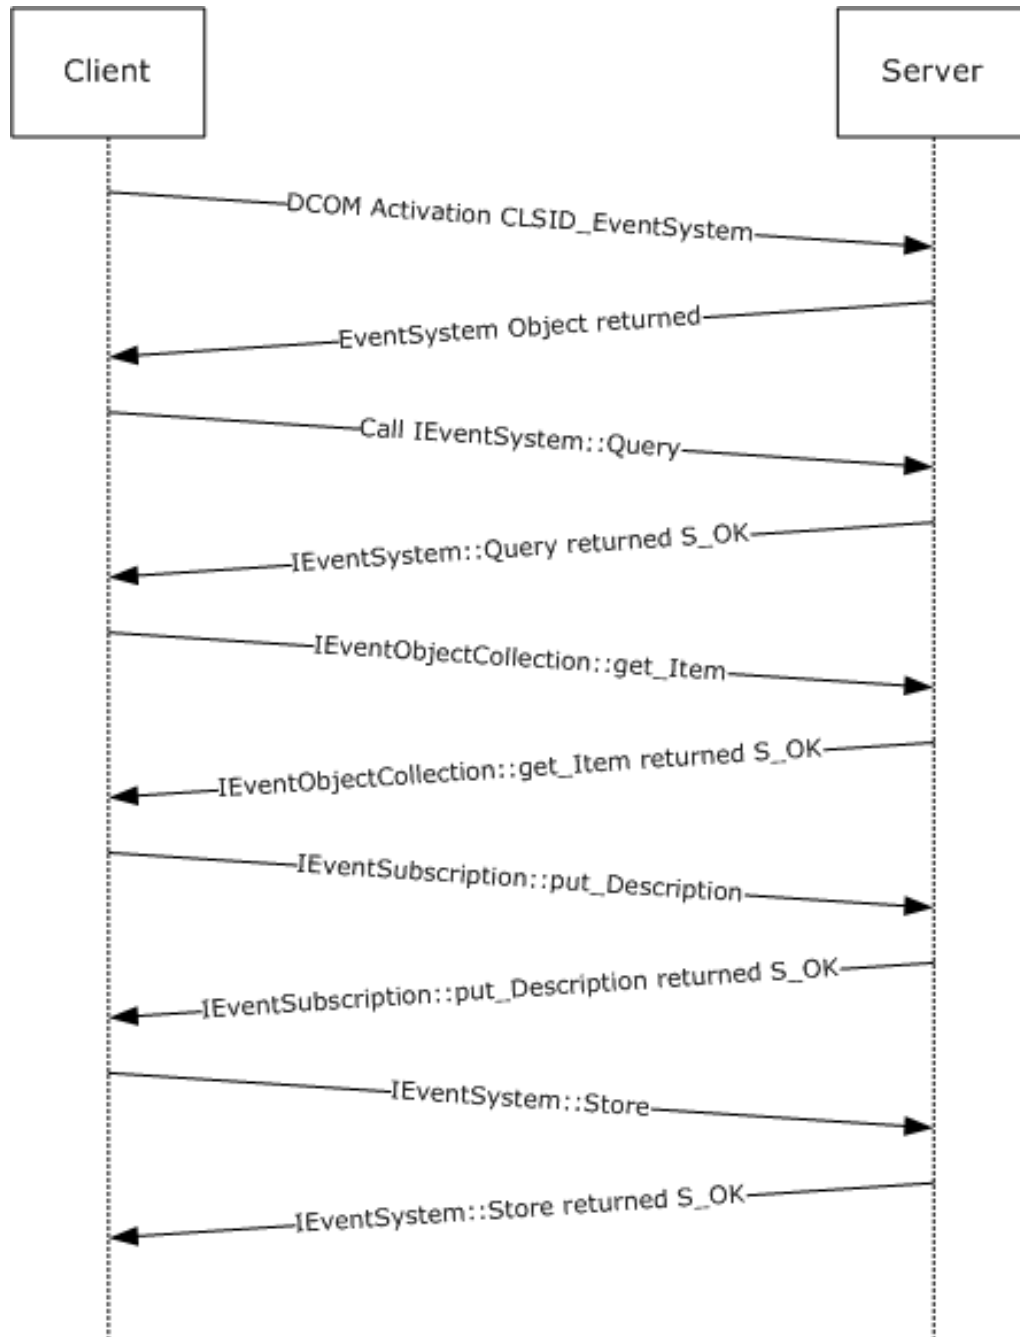 Client
Server
DCOM Activation CLSID_EventSystem
EventSystem Object returned
Call IEventSystem::Query
IEventSystem::Query returned S_OK
IEventObjectCollection::get_Item
IEventObjectCollection::get_Item returned S_OK
IEventSubscription::put_Description
IEventSubscription::put_Description returned S_OK
IEventSystem::Store
IEventSystem::Store returned S_OK